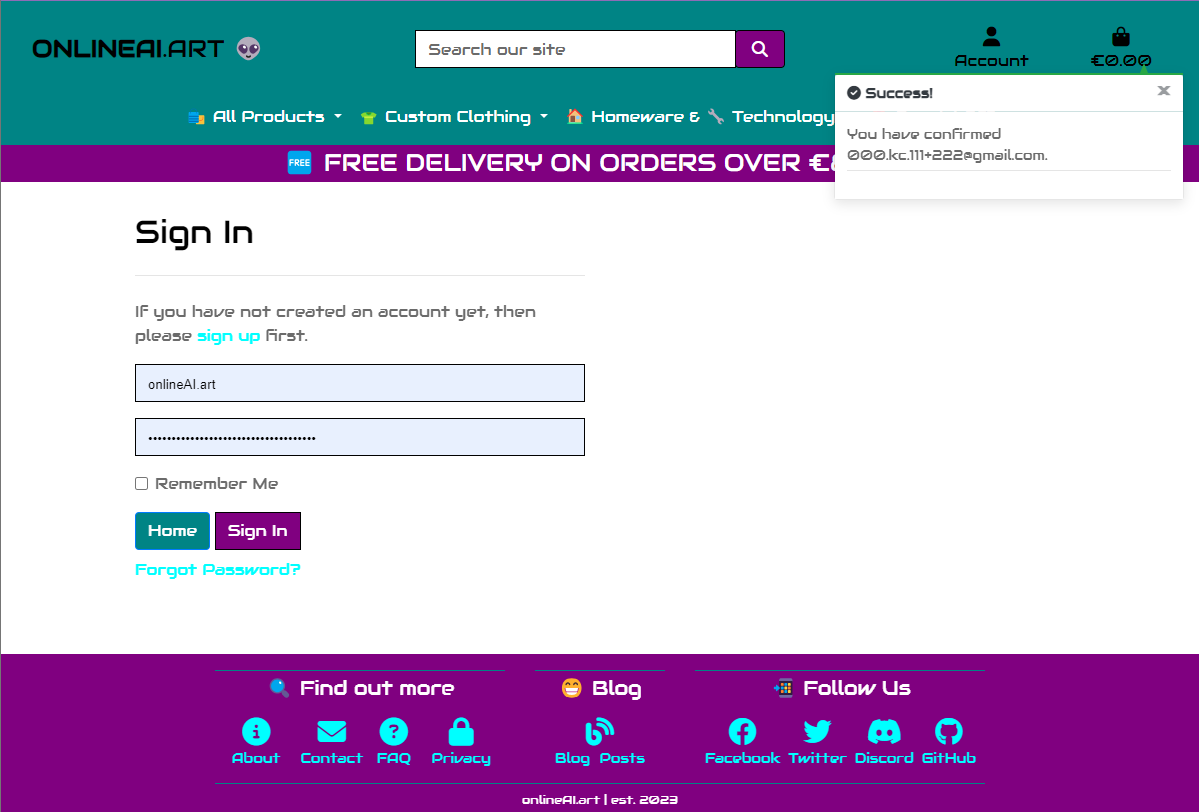 ONLINEAI.ART
Search our site
Account
€0.00
All Products
Custom Clothing
Homeware &
Technology
Success!
You have confirmed
000.kc.111+222@gmail.com.
FREE FREE DELIVERY ON ORDERS OVER
Sign In
If you have not created an account yet, then
please sign up first.
onlineAI.art
Remember Me
Home
Sign In
Forgot Password?
Find out more
About
Contact
FAQ
Privacy
Blog
Blog Posts
Follow Us
Facebook
Twitter
Discord
GitHub
onlineAI.art | est. 2023